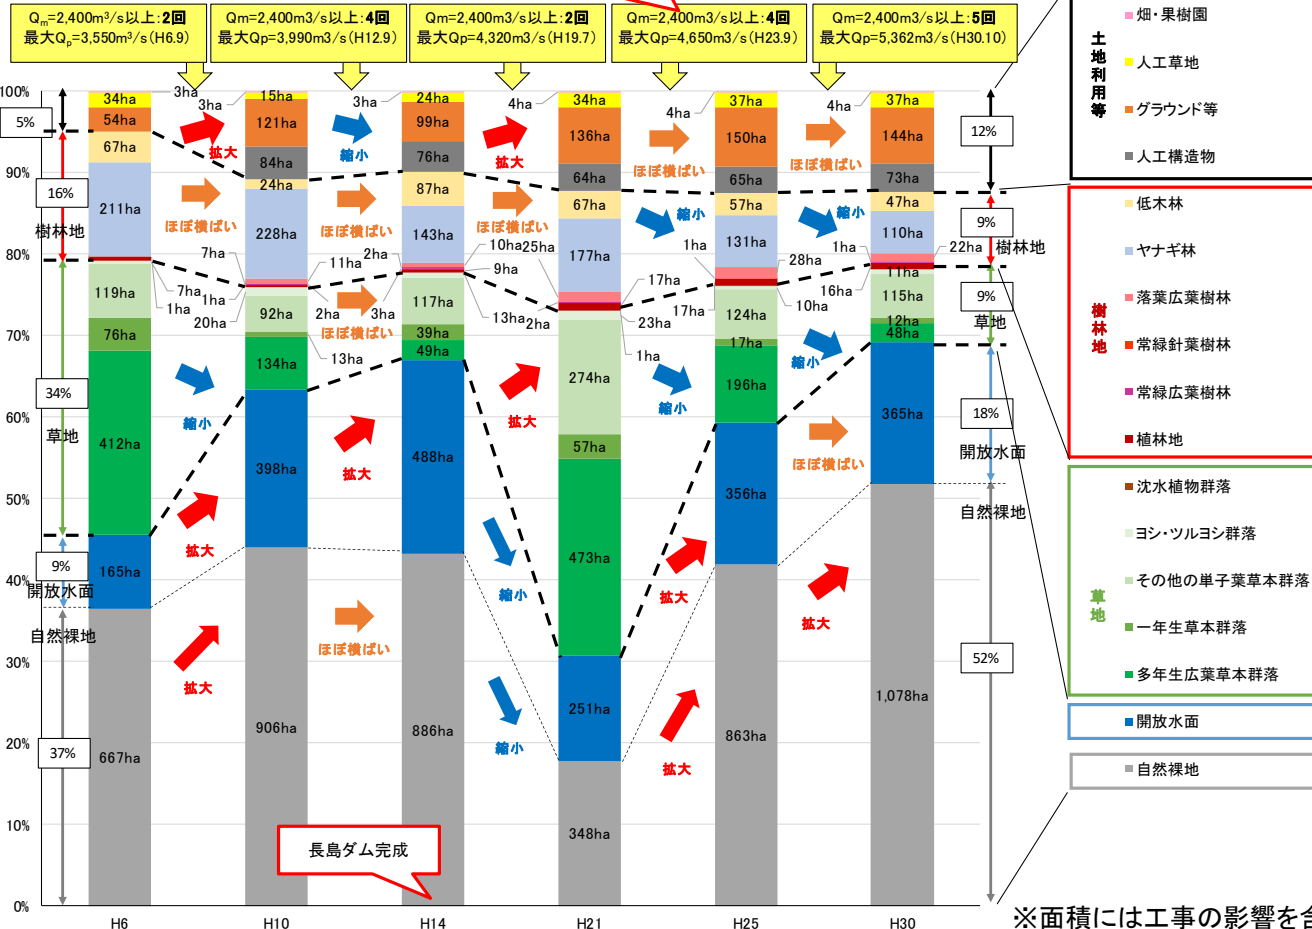 Qm=2,400m³/s以上:2回
最大Qp=3,550m³/s(H6.9)
Qm=2,400m3/s以上:4回
最大Qp=3,990m3/s(H12.9)
Qm=2,400m3/s以上:2回
最大Qp=4,320m3/s(H19.7)
Qm=2,400m3/s以上:4回
最大Qp=4,650m3/s(H23.9)
Qm=2,400m3/s以上:5回
最大Qp=5,362m3/s(H30.10)
100%
90%
80%
70%
60%
50%
40%
30%
20%
10%
0%
5%
16%
樹林地
34%
草地
9%
開放水面
自然裸地
37%
3ha
34ha
54ha
67ha
211ha
7ha
1ha
119ha
76ha
412ha
165ha
667ha
H6
拡大
ほぼ横ばい
縮小
拡大
拡大
3ha
15ha
121ha
84ha
24ha
228ha
7ha
11ha
1ha
2ha
20ha
92ha
13ha
134ha
398ha
906ha
H10
縮小
ほぼ横ばい
ほぼ横ばい
拡大
ほぼ横ばい
3ha
24ha
99ha
76ha
87ha
143ha
2ha
10ha
9ha
3ha
13ha
117ha
39ha
49ha
488ha
886ha
H14
長島ダム完成
拡大
ほぼ横ばい
拡大
縮小
縮小
4ha
34ha
136ha
64ha
67ha
177ha
25ha
17ha
2ha
23ha
1ha
274ha
57ha
473ha
251ha
348ha
H21
ほぼ横ばい
縮小
縮小
拡大
拡大
4ha
37ha
150ha
65ha
57ha
131ha
1ha
28ha
17ha
10ha
124ha
17ha
196ha
356ha
863ha
H25
ほぼ横ばい
縮小
縮小
ほぼ横ばい
拡大
4ha
37ha
144ha
73ha
47ha
110ha
1ha
22ha
11ha
16ha
115ha
12ha
48ha
365ha
1,078ha
H30
12%
9%
樹林地
9%
草地
18%
開放水面
自然裸地
52%
土地利用等
畑・果樹園
人工草地
グラウンド等
人工構造物
樹林地
低木林
ヤナギ林
落葉広葉樹林
常緑針葉樹林
常緑広葉樹林
植林地
草地
沈水植物群落
ヨシ・ツルヨシ群落
その他の単子葉草本群落
一年生草本群落
多年生広葉草本群落
開放水面
自然裸地
※面積には工事の影響を含